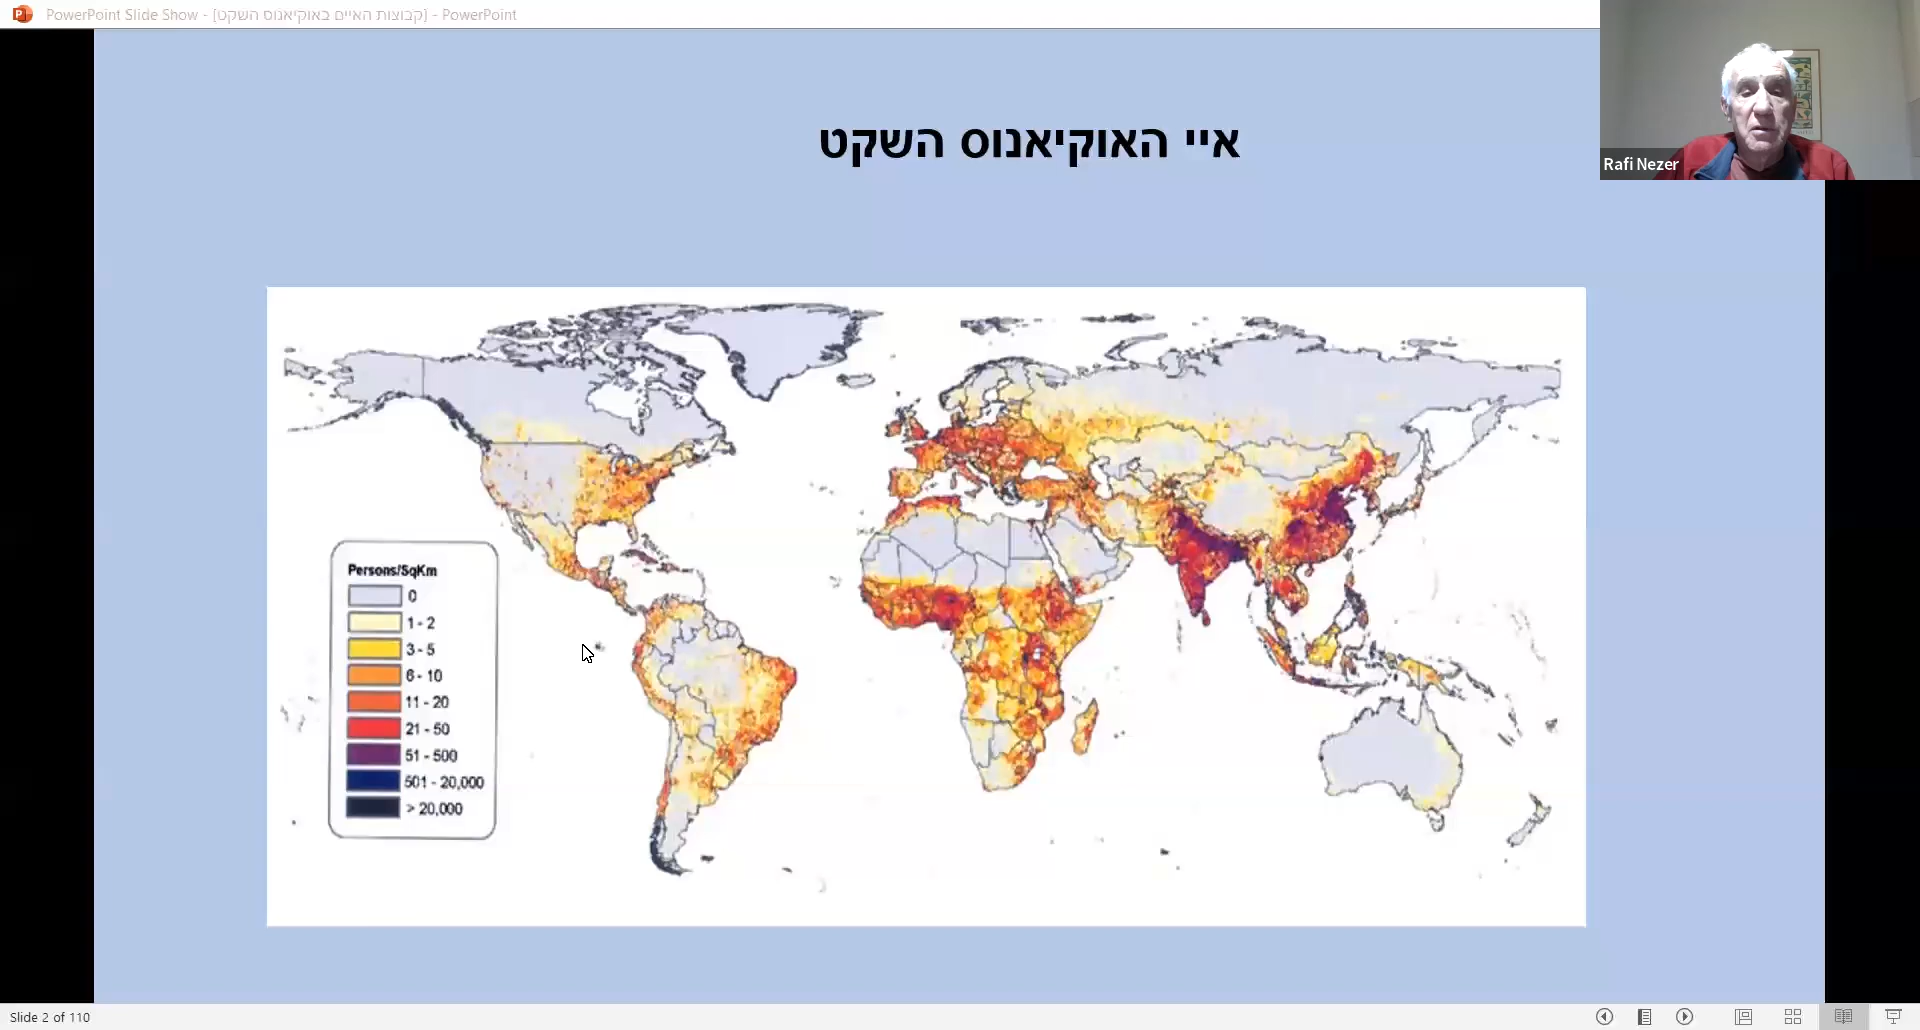 PowerPoint Slide Show - [קבוצות האיים באוקיאנוס השקט] - PowerPoint
איי האוקיאנוס השקט
Rafi Nezer
Persons/SqKm
0
1 - 2
3 - 5
6 - 10
11 - 20
21 - 50
51 - 500
501 - 20,000
> 20,000
Slide 2 of 110